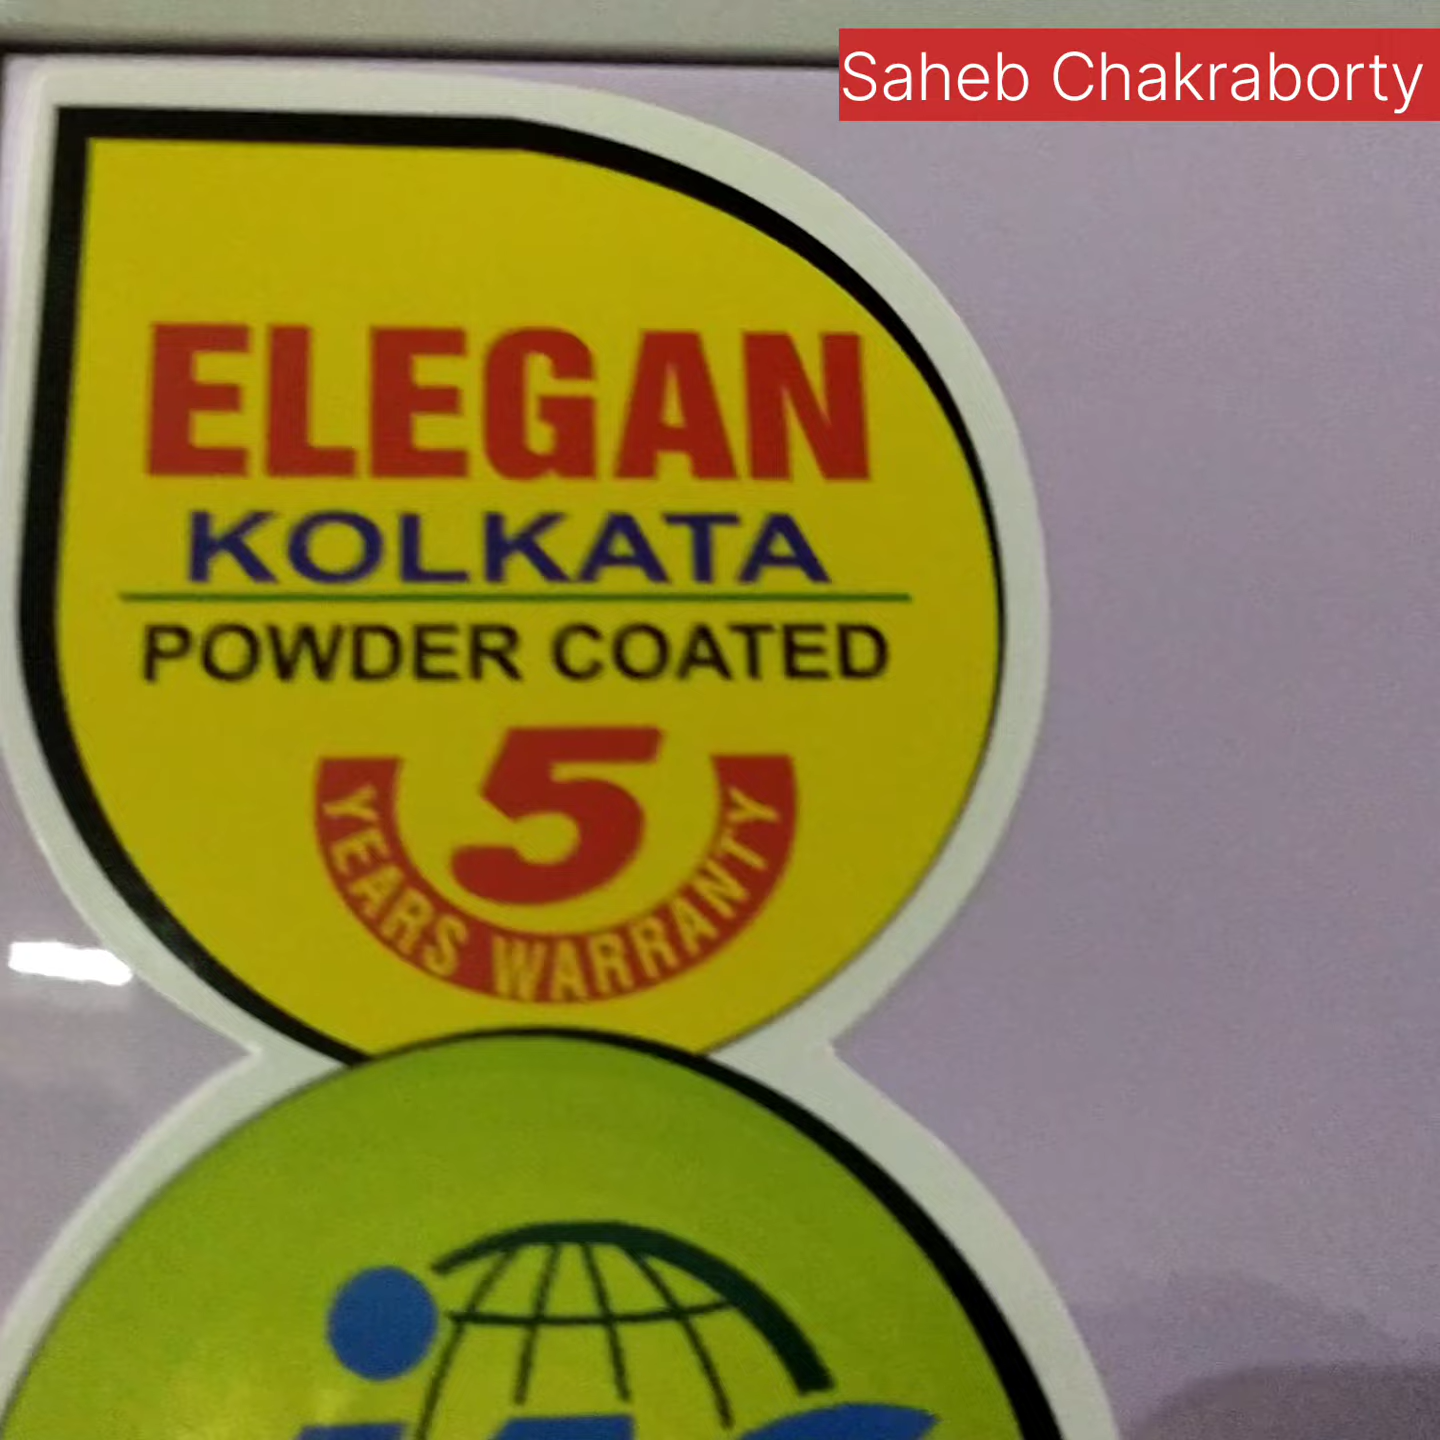 Saheb Chakraborty
ELEGAN
KOLKATA
POWDER COATED
5
YEARS WARRANTY